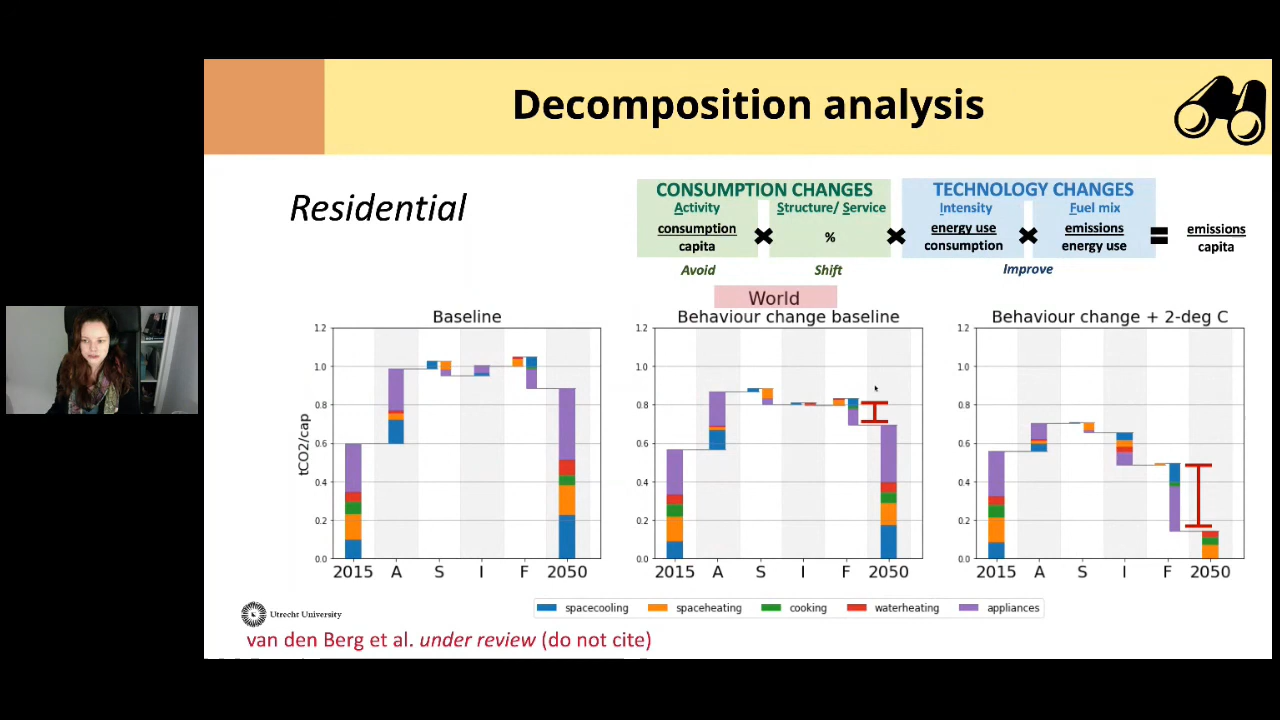 Decomposition analysis
Residential
CONSUMPTION CHANGES
TECHNOLOGY CHANGES
Activity
Structure/ Service
Intensity
Fuel mix
consumption
capita
%
energy use
consumption
emissions
energy use
emissions
capita
Avoid
Shift
Improve
World
Baseline
Behaviour change baseline
Behaviour change + 2-deg C
tCO2/cap
1.2
1.0
0.8
0.6
0.4
0.2
0.0
2015 A S I F 2050
1.2
1.0
0.8
0.6
0.4
0.2
0.0
2015 A S I F 2050
1.2
1.0
0.8
0.6
0.4
0.2
0.0
2015 A S I F 2050
spacecooling spaceheating cooking waterheating appliances
Utrecht University
van den Berg et al. under review (do not cite)